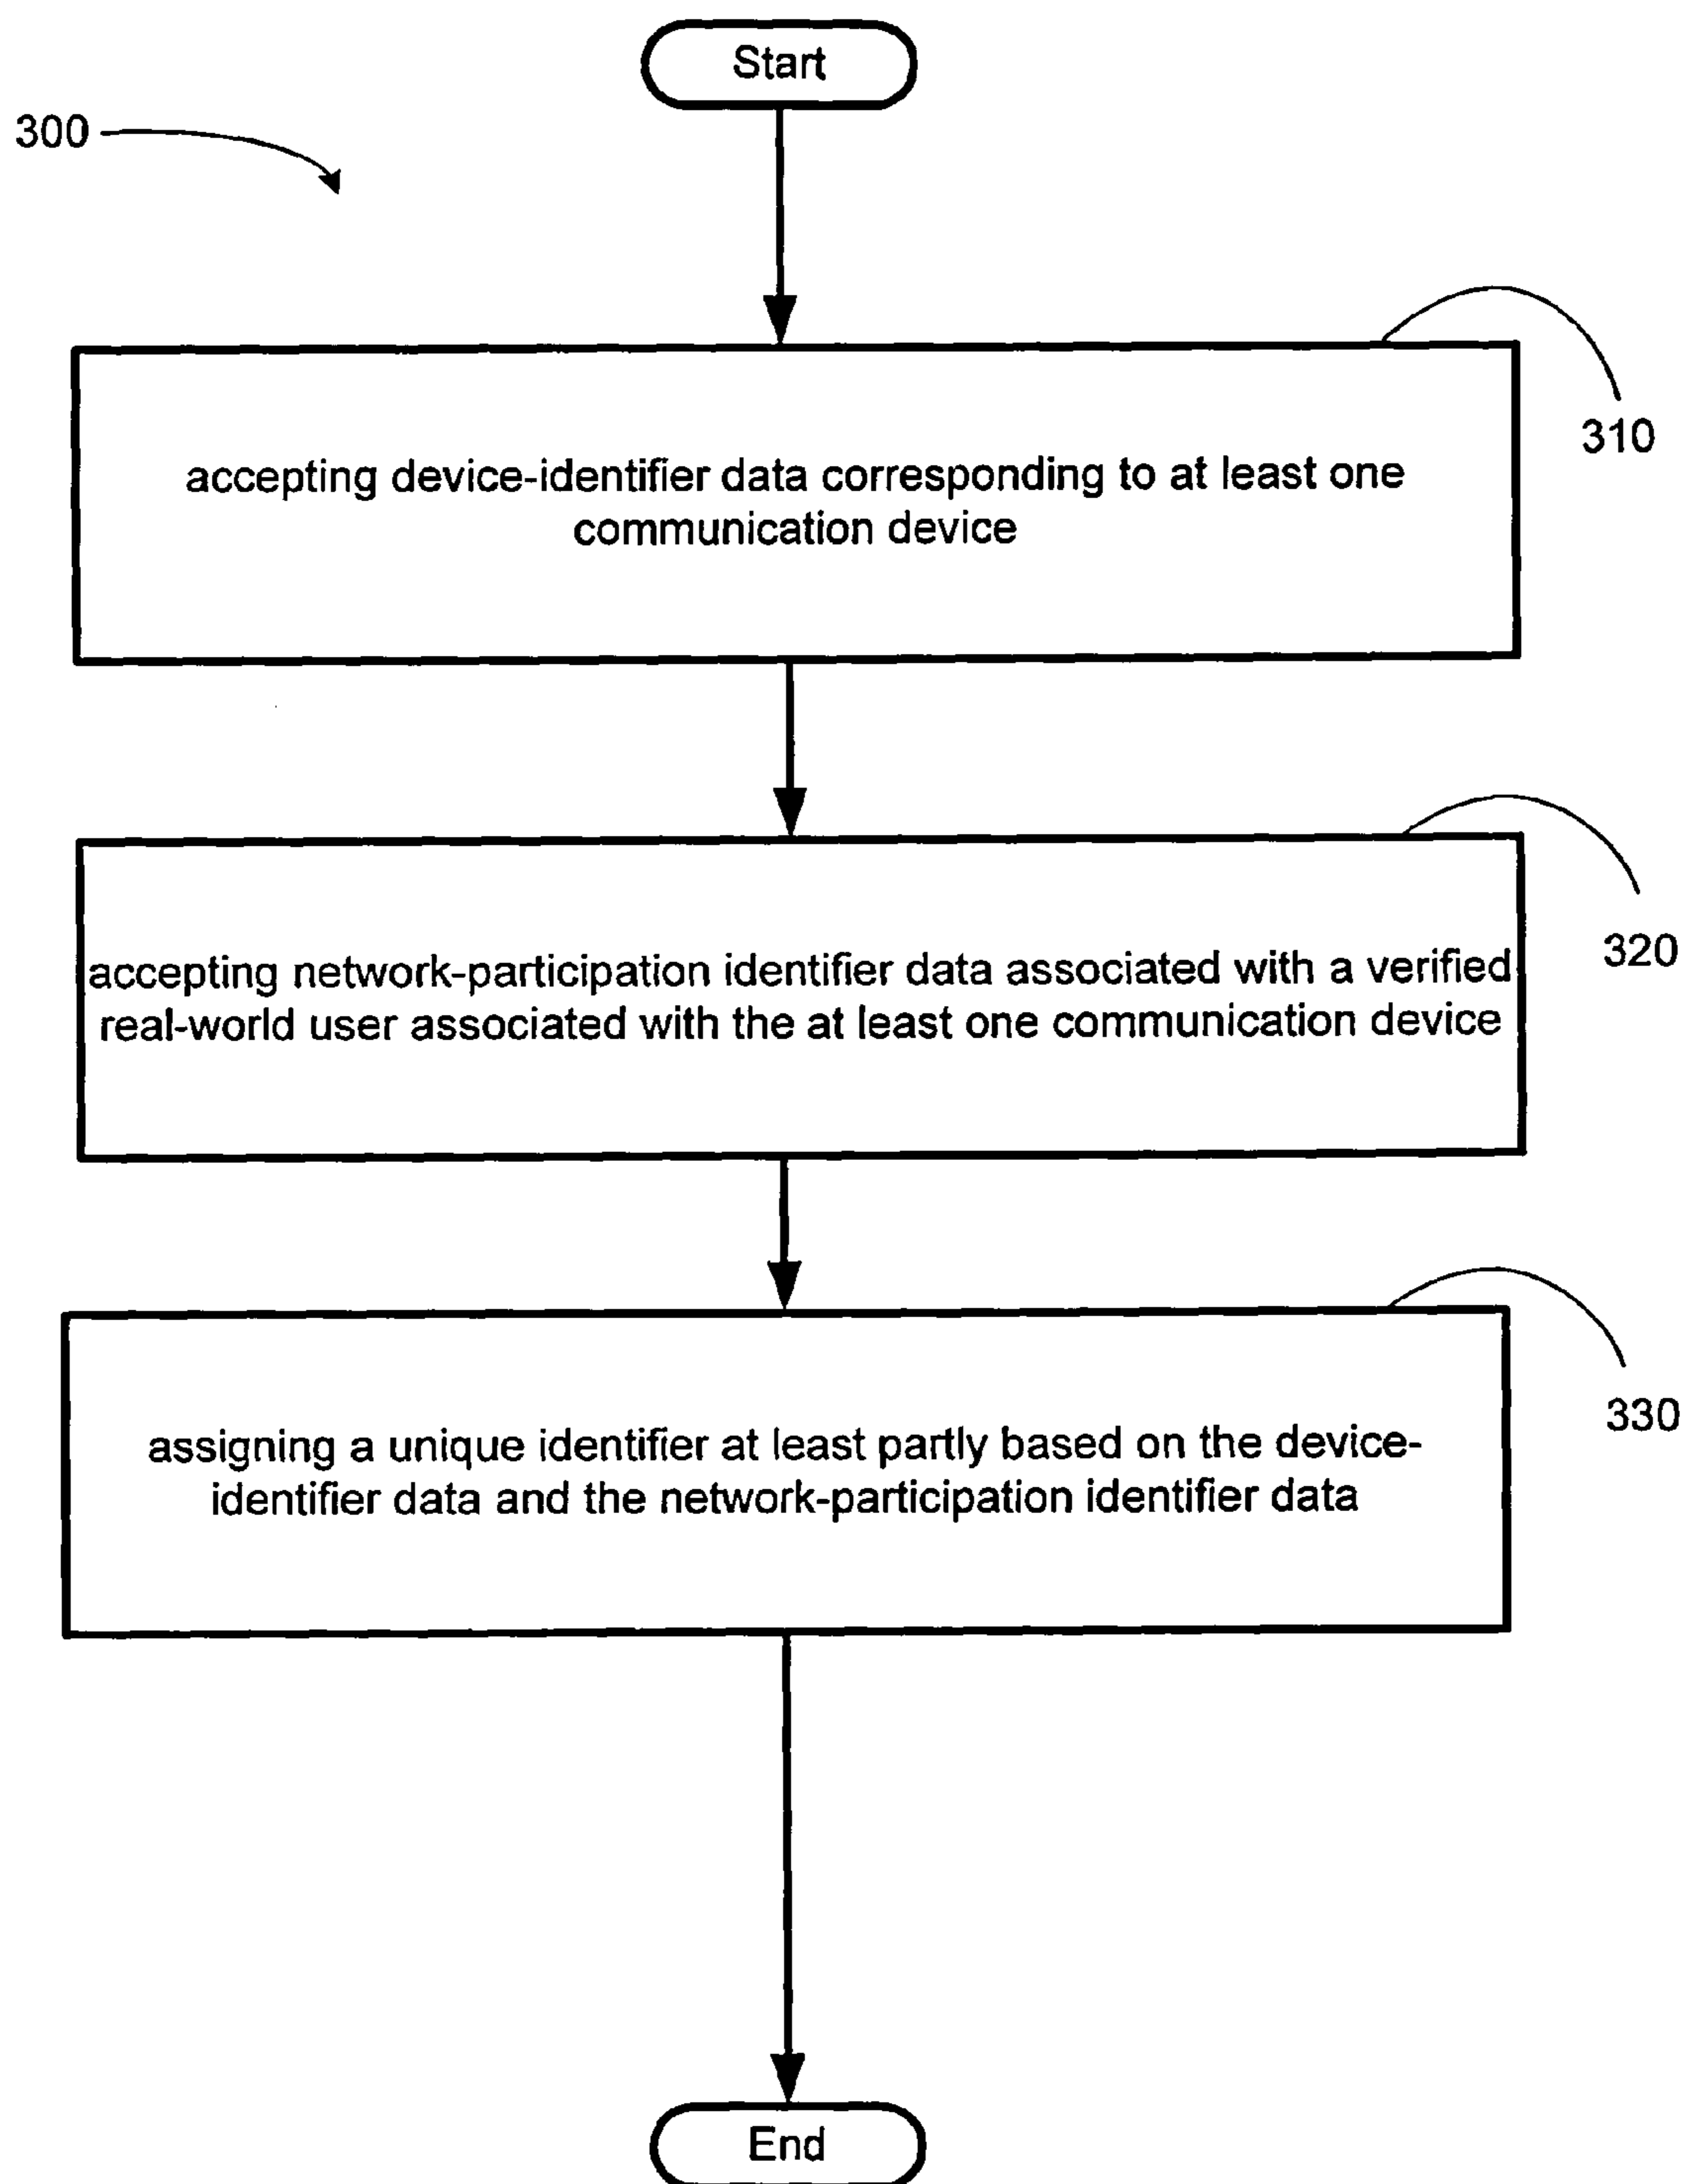 Start
300
310
accepting device-identifier data corresponding to at least one
communication device
320
accepting network-participation identifier data associated with a verified
real-world user associated with the at least one communication device
330
assigning a unique identifier at least partly based on the device-
identifier data and the network-participation identifier data
End